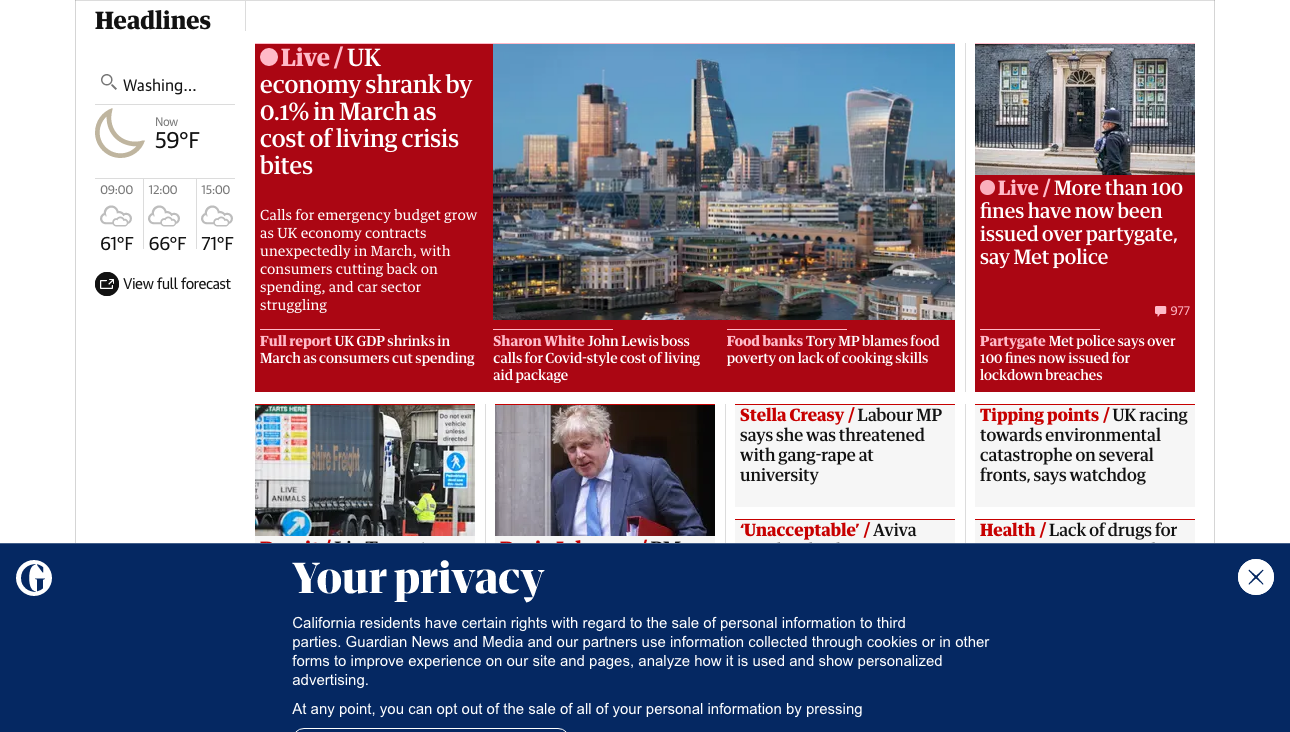 Headlines
Washing...
Now
59°F
09:00
12:00
15:00
61°F
66°F
71°F
View full forecast
Live / UK
economy shrank by
0.1% in March as
cost of living crisis
bites
Calls for emergency budget grow
as UK economy contracts
unexpectedly in March, with
consumers cutting back on
spending, and car sector
struggling
Full report UK GDP shrinks in
March as consumers cut spending
Sharon White John Lewis boss
calls for Covid-style cost of living
aid package
Food banks Tory MP blames food
poverty on lack of cooking skills
Live / More than 100
fines have now been
issued over partygate,
say Met police
977
Partygate Met police says over
100 fines now issued for
lockdown breaches
STARTS HERE
Do not exit
vehicle
unless
directed
shire Freight
LIVE
ANIMALS
Stella Creasy / Labour MP
says she was threatened
with gang-rape at
university
Tipping points / UK racing
towards environmental
catastrophe on several
fronts, says watchdog
‘Unacceptable’ / Aviva
Health / Lack of drugs for
Your privacy
California residents have certain rights with regard to the sale of personal information to third
parties. Guardian News and Media and our partners use information collected through cookies or in other
forms to improve experience on our site and pages, analyze how it is used and show personalized
advertising.
At any point, you can opt out of the sale of all of your personal information by pressing